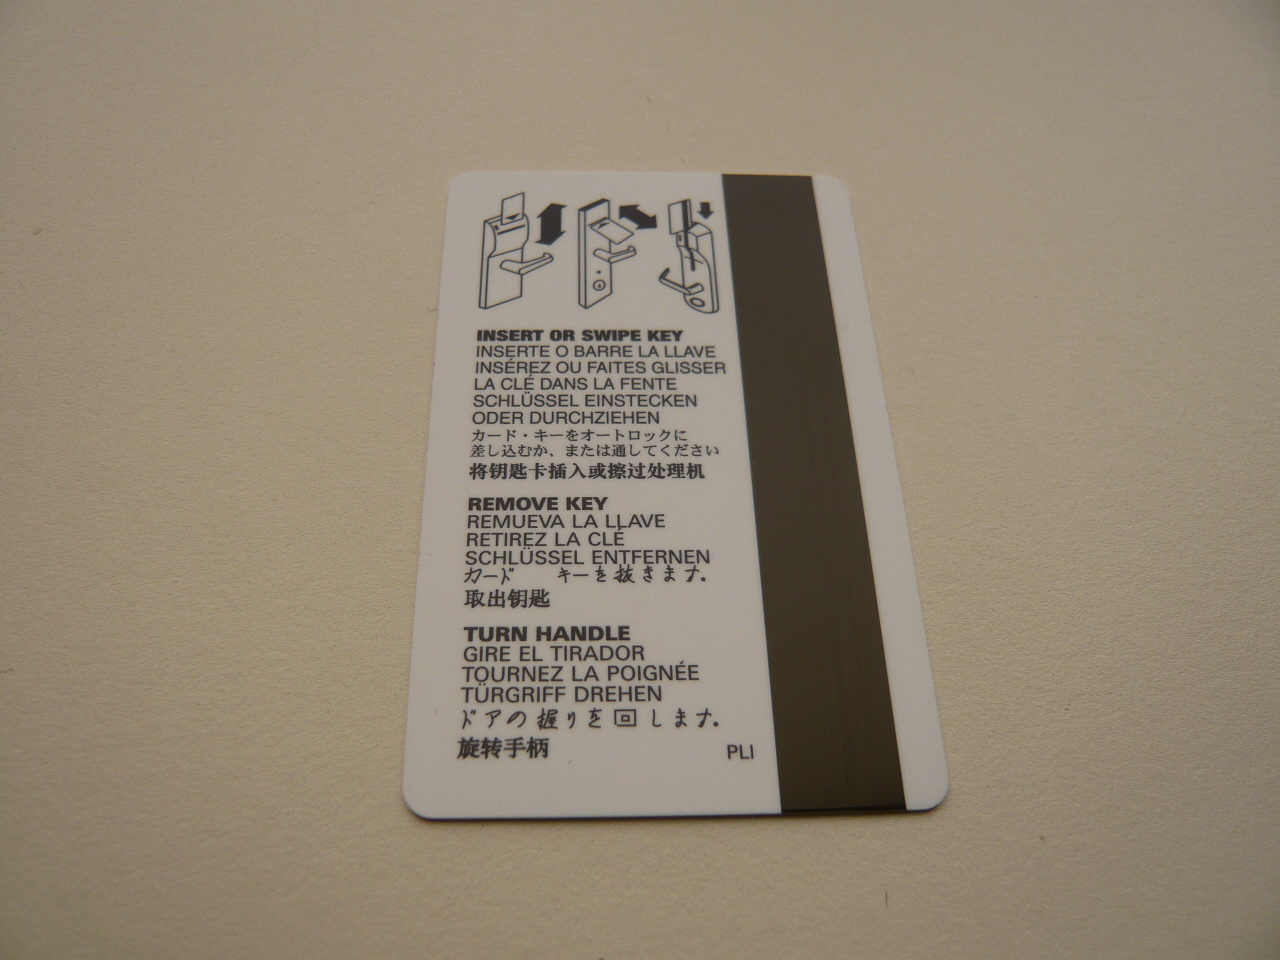 INSERT OR SWIPE KEY
INSERTE O BARRE LA LLAVE
INSÉREZ OU FAITES GLISSER
LA CLÉ DANS LA FENTE
SCHLÜSSEL EINSTECKEN
ODER DURCHZIEHEN
カード・キーをオートロックに
差し込むか、または通してください
将钥匙卡插入或擦过处理机
REMOVE KEY
REMUEVA LA LLAVE
RETIREZ LA CLÉ
SCHLÜSSEL ENTFERNEN
カード キーを抜きます。
取出钥匙
TURN HANDLE
GIRE EL TIRADOR
TOURNEZ LA POIGNÉE
TÜRGRIFF DREHEN
ドアの握りを回します。
旋转手柄
PLI